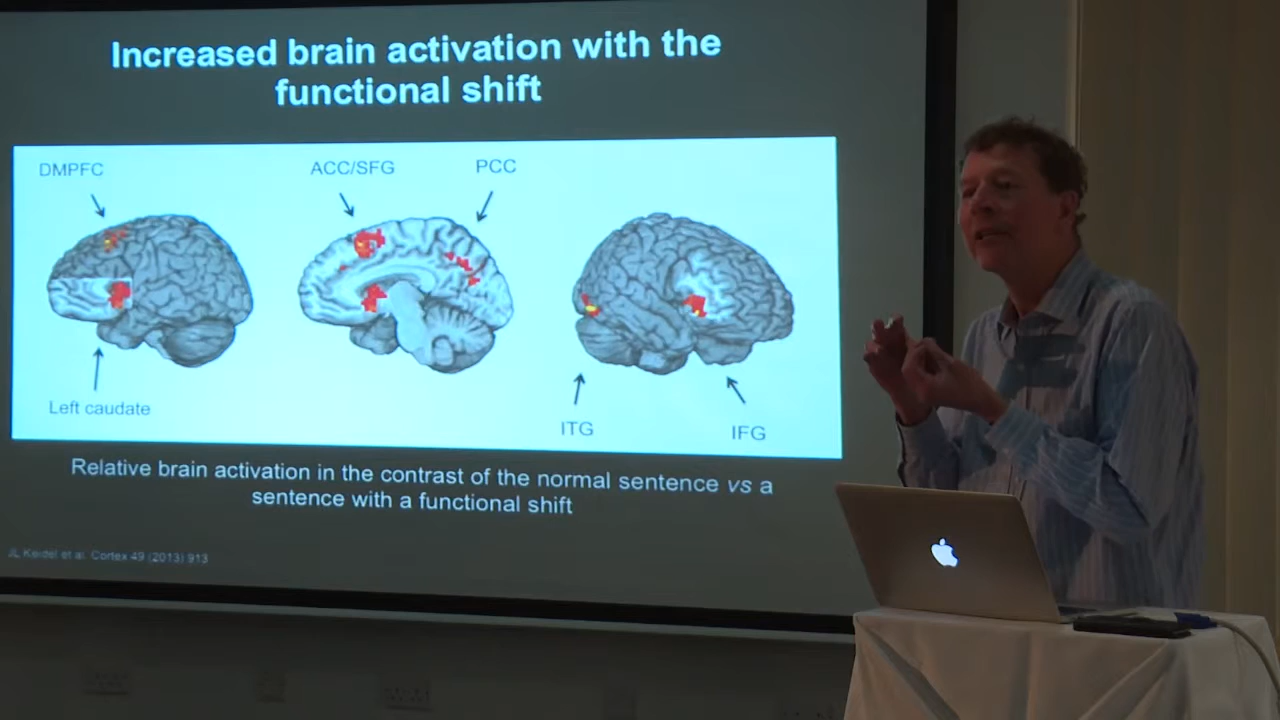 Increased brain activation with the
functional shift
DMPFC
ACC/SFG
PCC
Left caudate
ITG
IFG
Relative brain activation in the contrast of the normal sentence vs a
sentence with a functional shift
JL Keidel et al. Cortex 49 (2013) 913